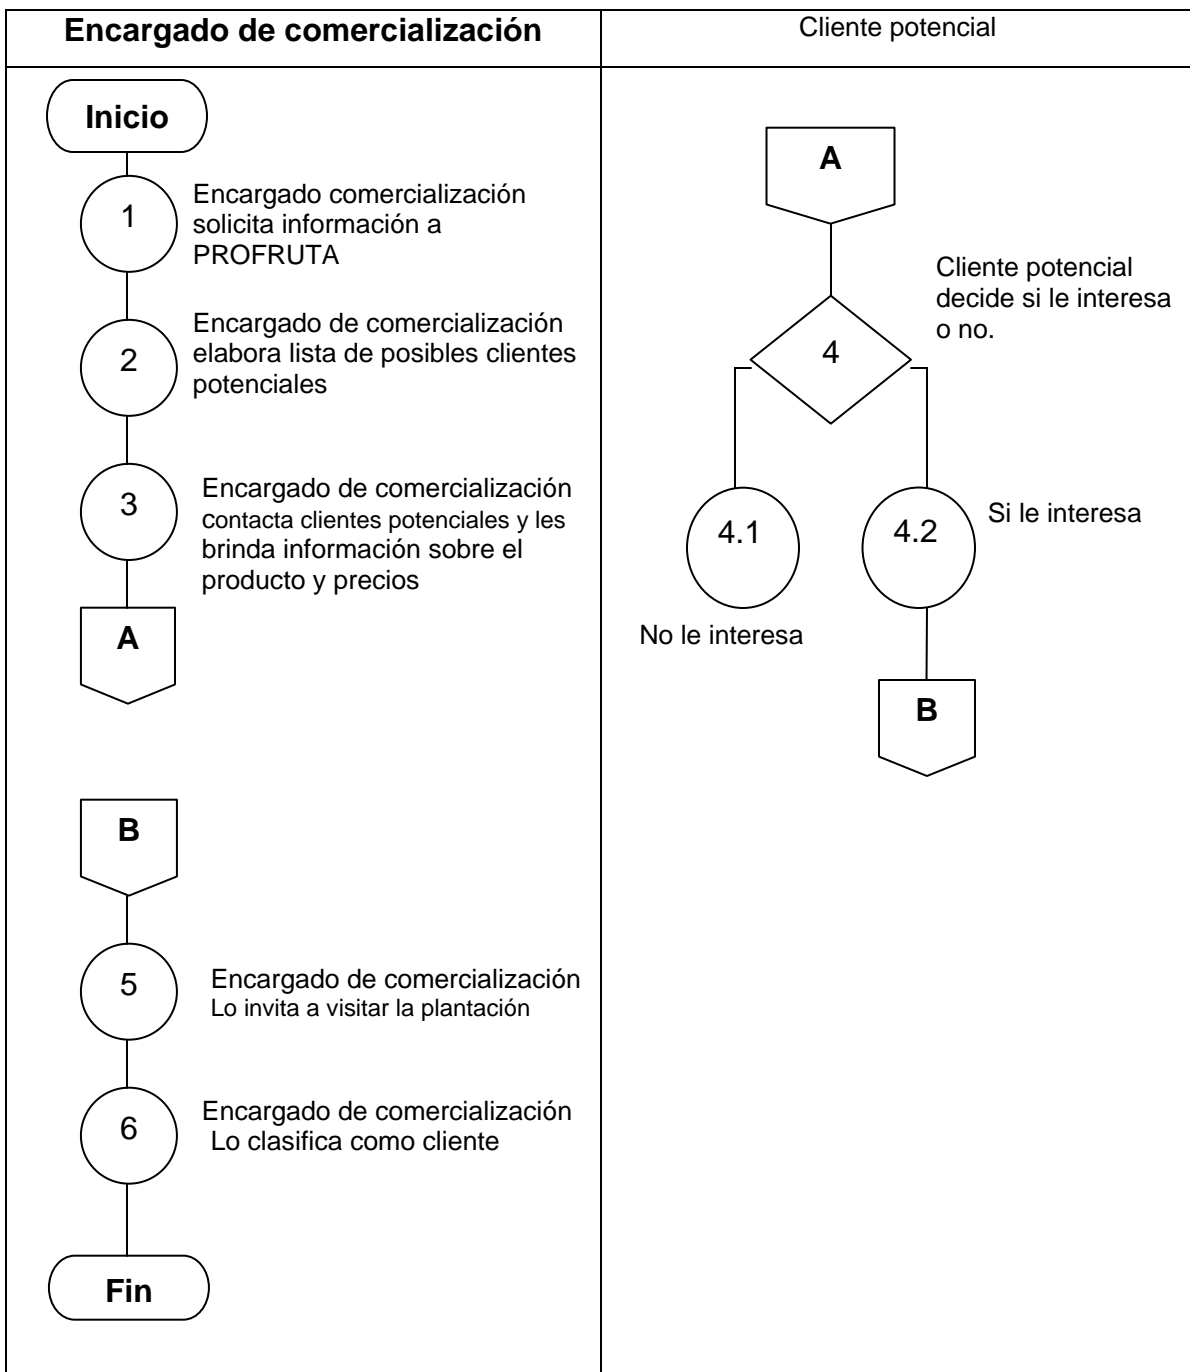 Encargado de comercialización
Cliente potencial
Inicio
1
Encargado comercialización
solicita información a
PROFRUTA
2
Encargado de comercialización
elabora lista de posibles clientes
potenciales
3
Encargado de comercialización
contacta clientes potenciales y les
brinda información sobre el
producto y precios
A
B
5
Encargado de comercialización
Lo invita a visitar la plantación
6
Encargado de comercialización
Lo clasifica como cliente
Fin
A
Cliente potencial
decide si le interesa
o no.
4
4.1
No le interesa
4.2
Si le interesa
B